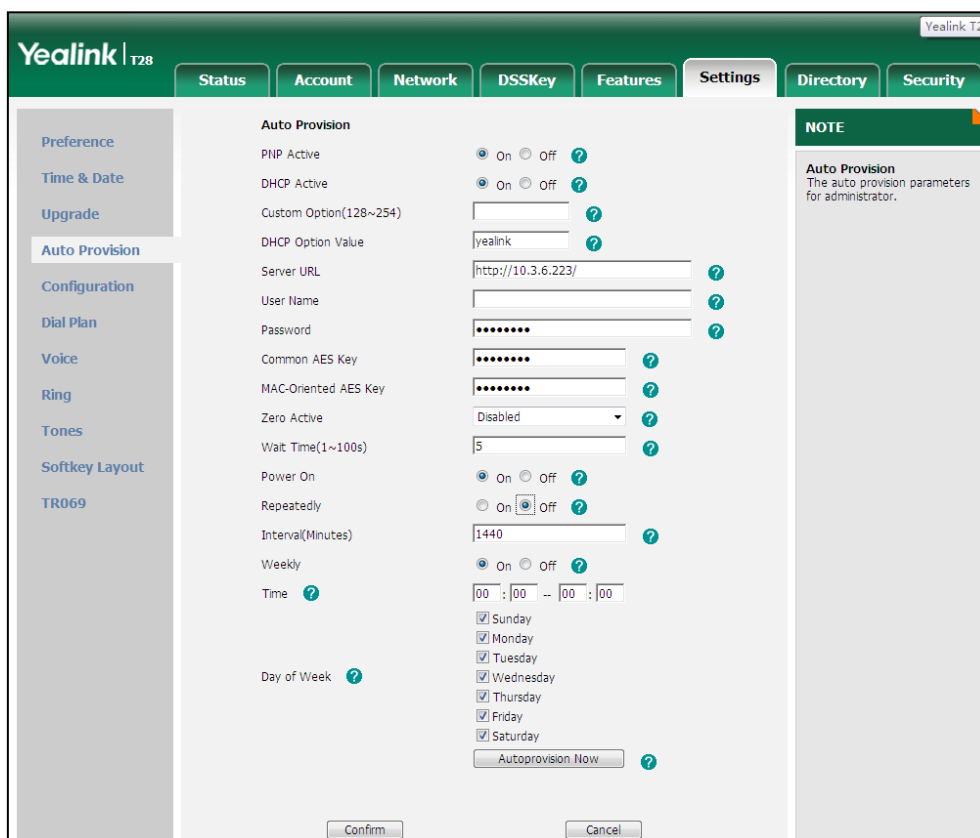 Yealink T2
Yealink | T28
Status Account Network DSSKey Features Settings Directory Security
Preference
Time & Date
Upgrade
Auto Provision
Configuration
Dial Plan
Voice
Ring
Tones
Softkey Layout
TR069
Auto Provision
PNP Active On Off ?
DHCP Active On Off ?
Custom Option(128~254) ?
DHCP Option Value yealink ?
Server URL http://10.3.6.223/ ?
User Name ?
Password •••••••• ?
Common AES Key •••••••• ?
MAC-Oriented AES Key •••••••• ?
Zero Active Disabled ?
Wait Time(1~100s) 5 ?
Power On On Off ?
Repeatedly On Off ?
Interval(Minutes) 1440 ?
Weekly On Off ?
Time ? 00 : 00 -- 00 : 00
Sunday
Monday
Tuesday
Day of Week ? Wednesday
Thursday
Friday
Saturday
Autoprovision Now ?
Confirm Cancel
NOTE
Auto Provision
The auto provision parameters
for administrator.